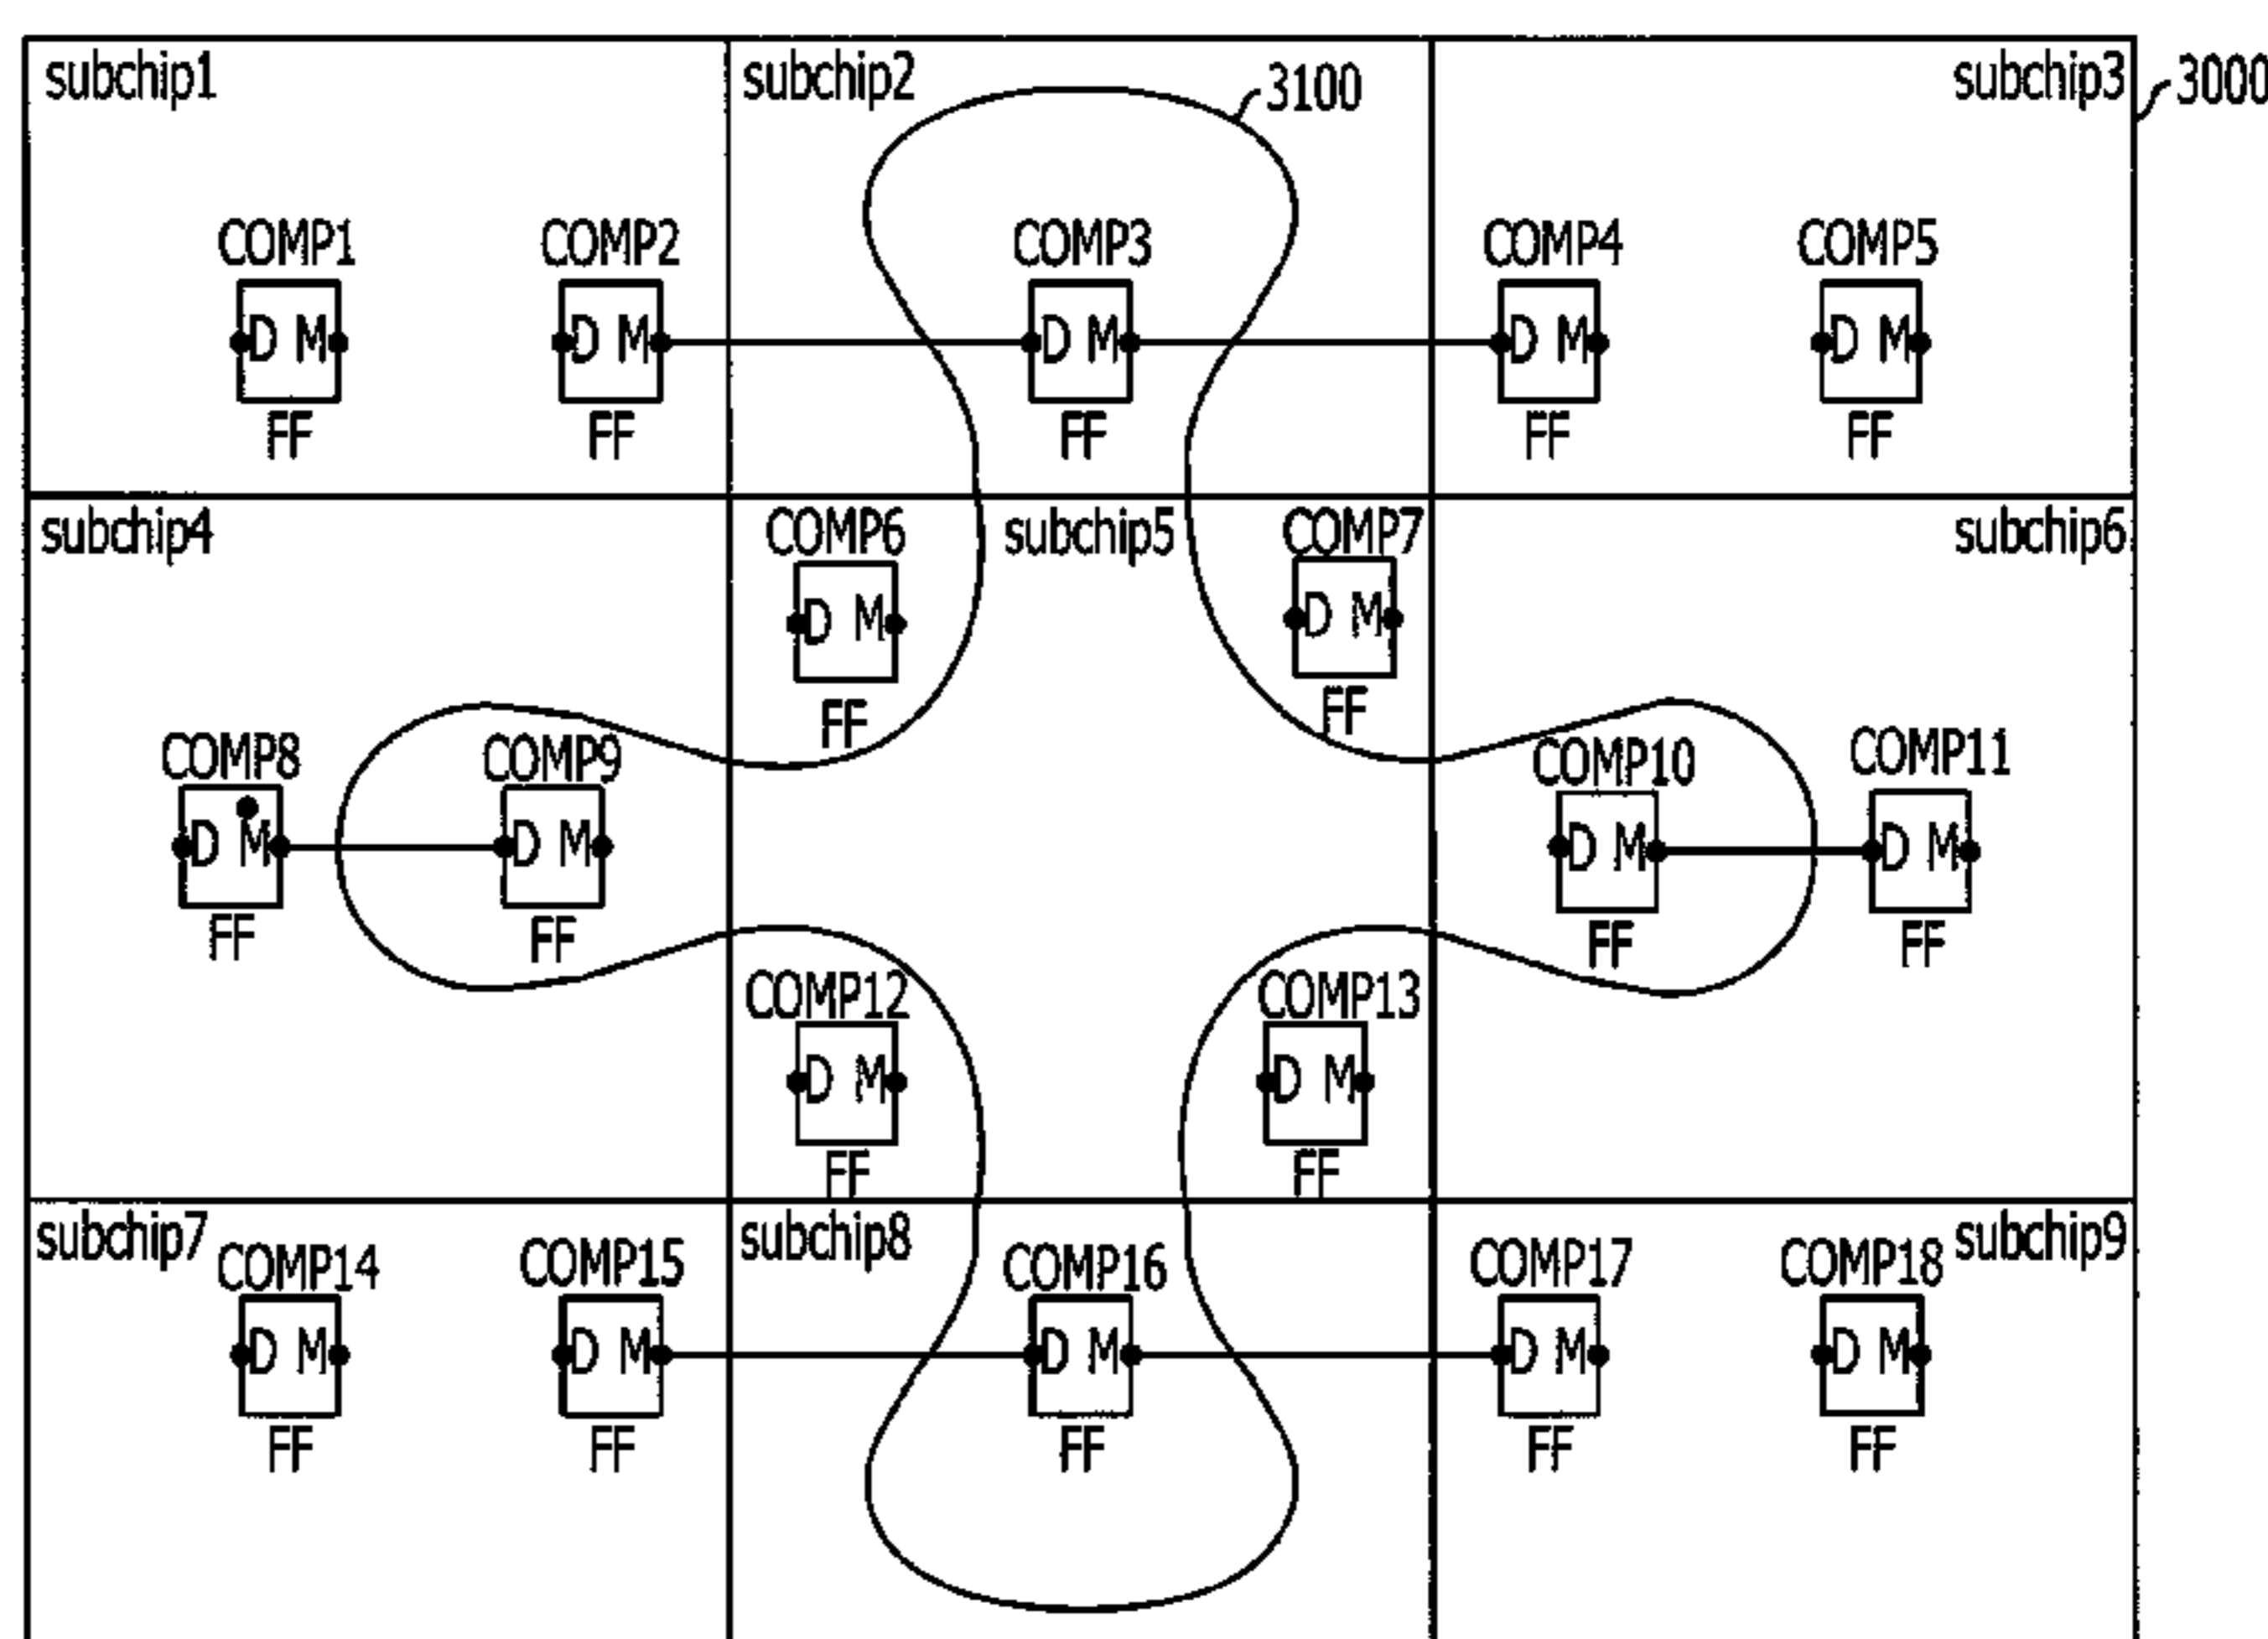 subchip1 subchip2 3100 subchip3 3000
COMP1 COMP2 COMP3 COMP4 COMP5
D M D M D M D M D M
FF FF FF FF FF
subchip4 COMP6 subchip5 COMP7 subchip6
D M D M
FF FF
COMP8 COMP9 COMP10 COMP11
D M D M D M D M
FF FF FF FF
COMP12 COMP13
D M D M
FF FF
subchip7 COMP14 COMP15 subchip8 COMP16 COMP17 COMP18 subchip9
D M D M D M D M D M
FF FF FF FF FF